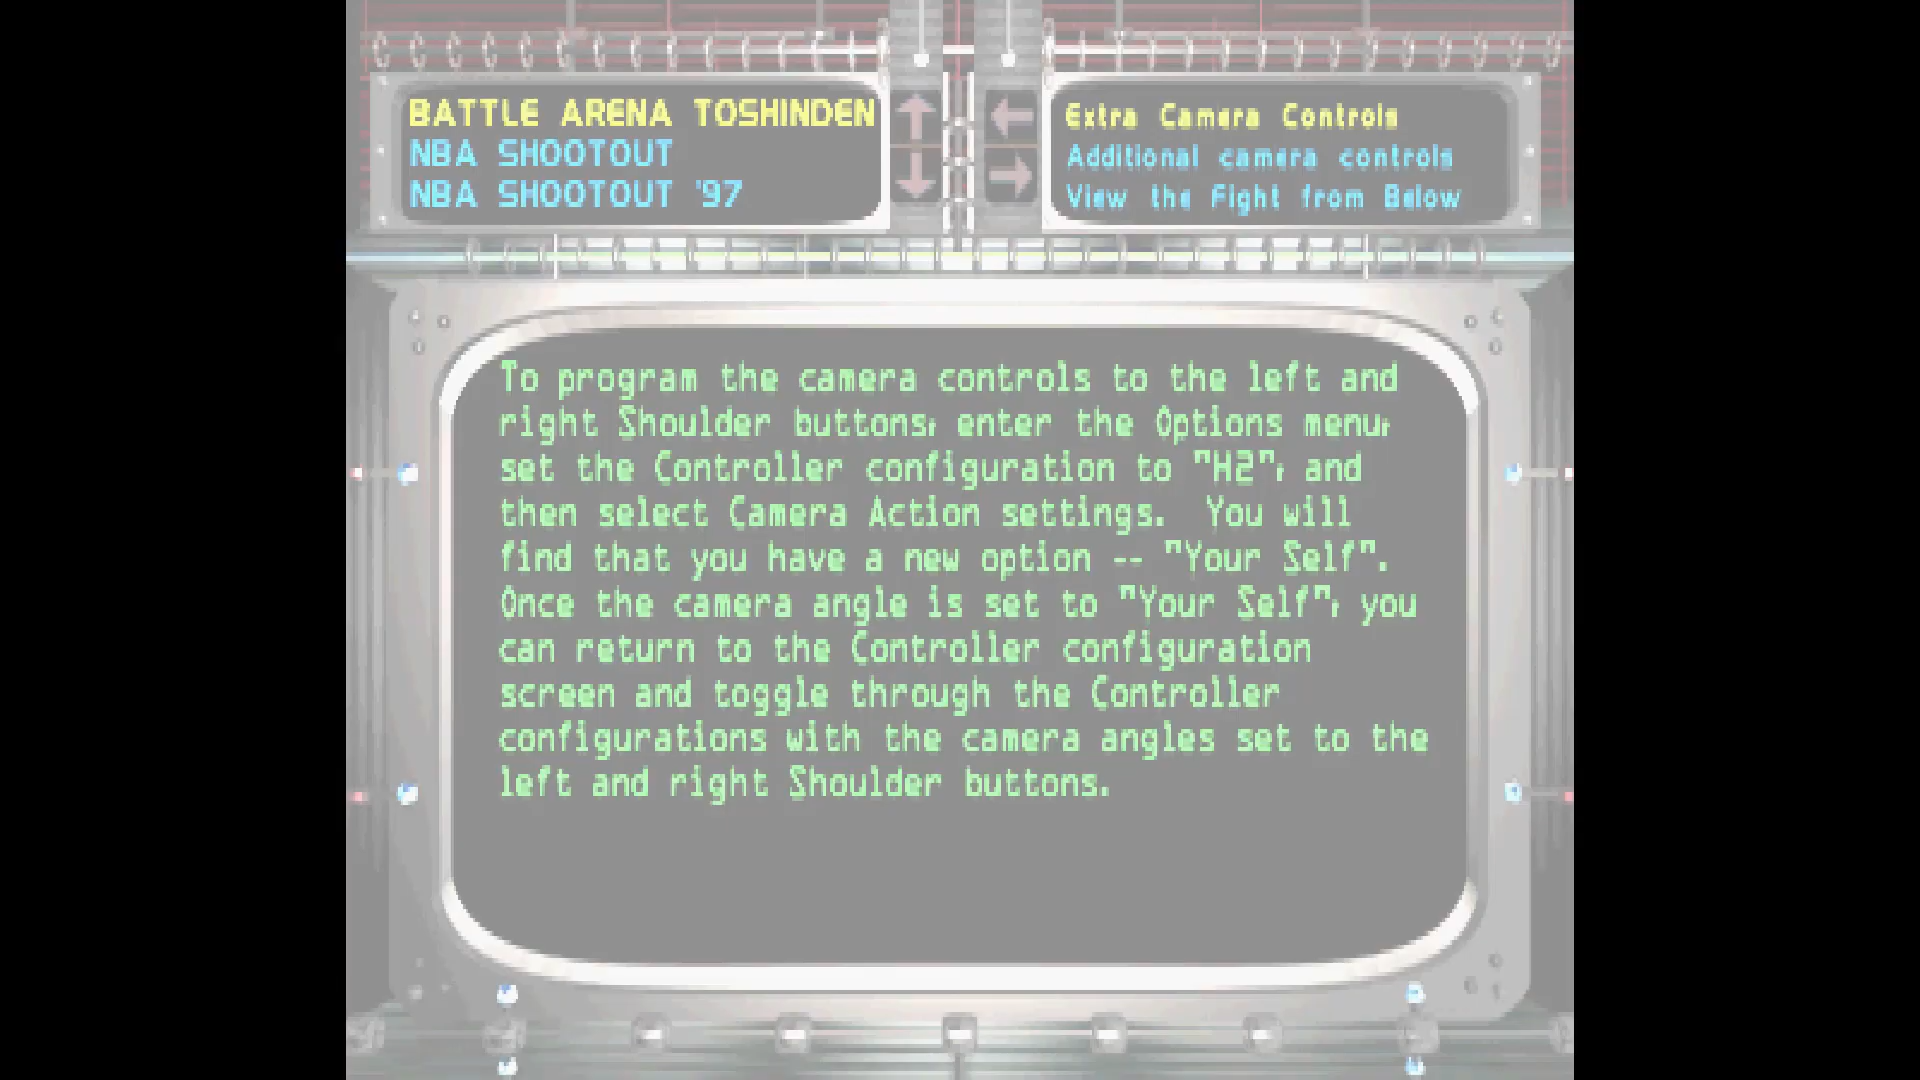 BATTLE ARENA TOSHINDEN
NBA SHOOTOUT
NBA SHOOTOUT '97
Extra Camera Controls
Additional camera controls
View the Fight from Below
To program the camera controls to the left and
right Shoulder buttons, enter the Options menu,
set the Controller configuration to "H2", and
then select Camera Action settings.  You will
find that you have a new option -- "Your Self".
Once the camera angle is set to "Your Self", you
can return to the Controller configuration
screen and toggle through the Controller
configurations with the camera angles set to the
left and right Shoulder buttons.